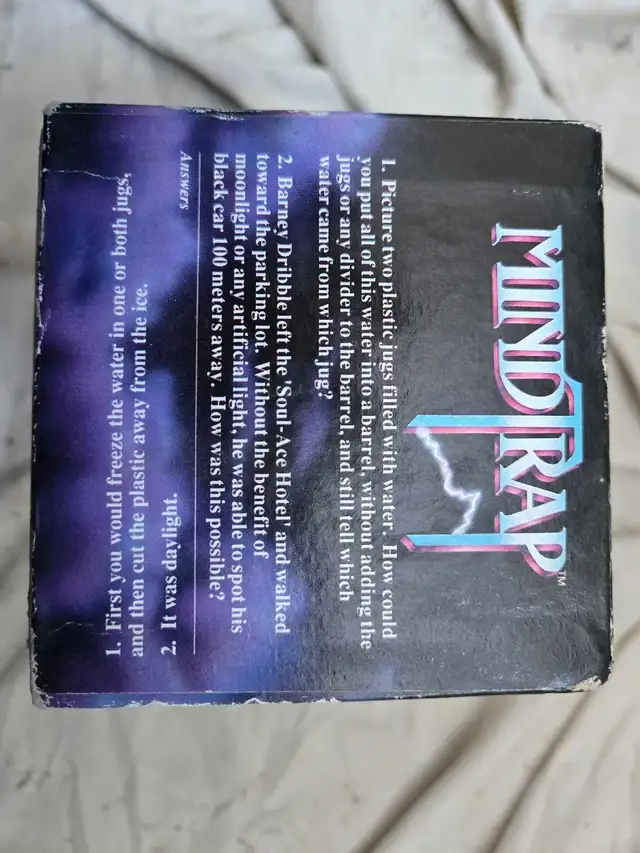 MINDTRAP™
1. Picture two plastic jugs filled with water. How could
you put all of this water into a barrel, without adding the
jugs or any divider to the barrel, and still tell which
water came from which jug?
2. Barney Dribble left the 'Soul-Ace Hotel' and walked
toward the parking lot. Without the benefit of
moonlight or any artificial light, he was able to spot his
black car 100 meters away. How was this possible?
Answers
1. First you would freeze the water in one or both jugs,
and then cut the plastic away from the ice.
2. It was daylight.